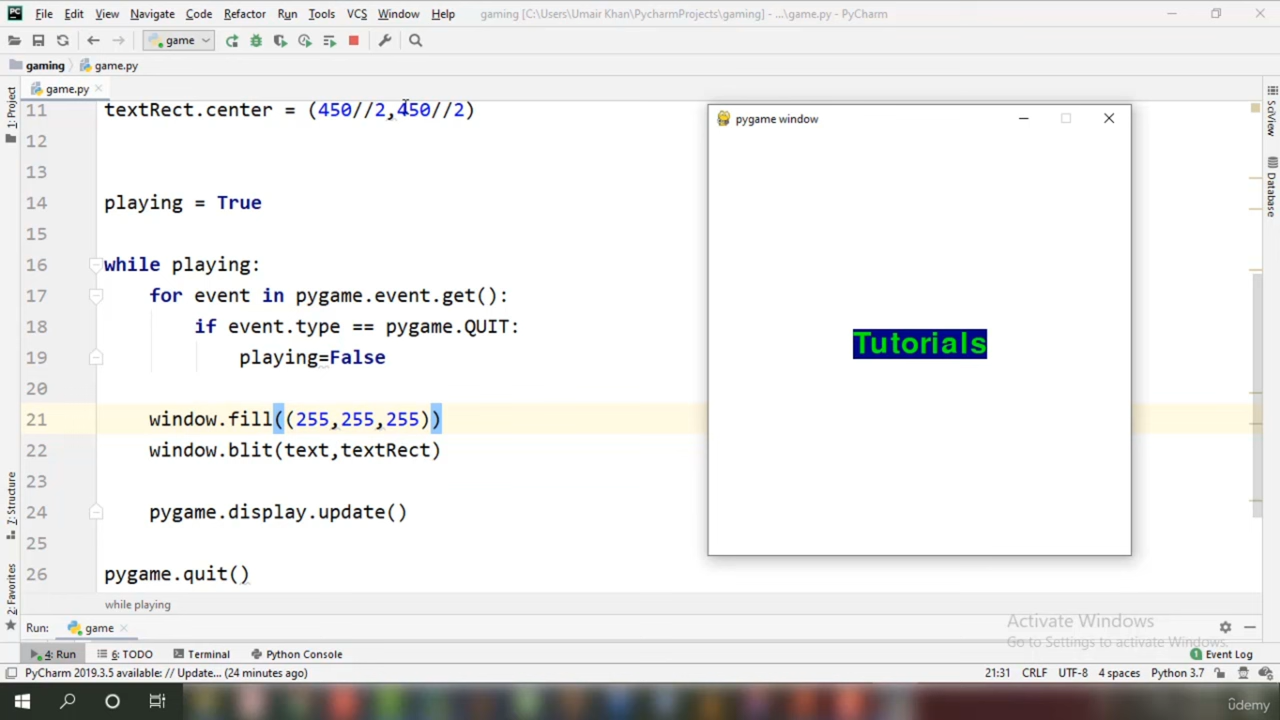 PC File Edit View Navigate Code Refactor Run Tools VCS Window Help gaming [C:\Users\Umair Khan\PycharmProjects\gaming] - ...\game.py - PyCharm
game
gaming game.py
game.py
1: Project
7: Structure
2: Favorites
SciView
Database
11 textRect.center = (450//2,450//2)
12
13
14 playing = True
15
16 while playing:
17 for event in pygame.event.get():
18 if event.type == pygame.QUIT:
19 playing=False
20
21 window.fill((255,255,255))
22 window.blit(text,textRect)
23
24 pygame.display.update()
25
26 pygame.quit()
while playing
pygame window
Tutorials
Activate Windows
Go to Settings to activate Windows.
Run: game
4: Run 6: TODO Terminal Python Console 1 Event Log
PyCharm 2019.3.5 available: // Update... (24 minutes ago) 21:31 CRLF UTF-8 4 spaces Python 3.7
ûdemy